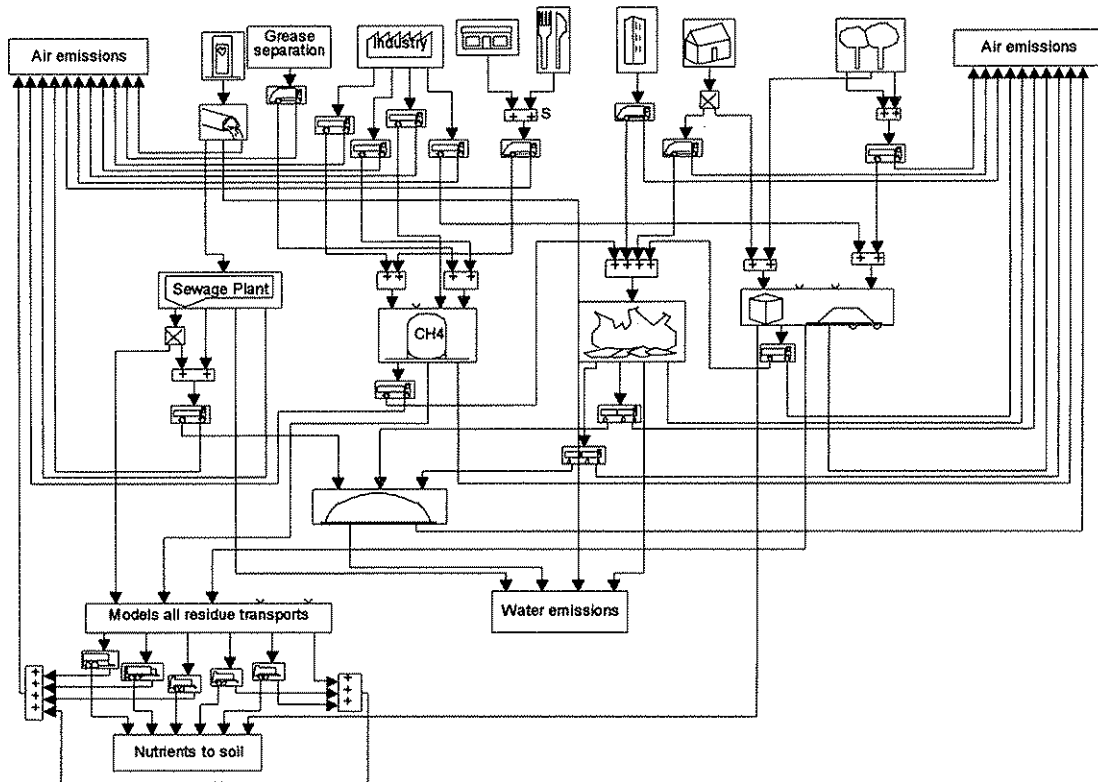 Air emissions
Grease
separation
Industry
Air emissions
S
Sewage Plant
CH4
Water emissions
Models all residue transports
Nutrients to soil